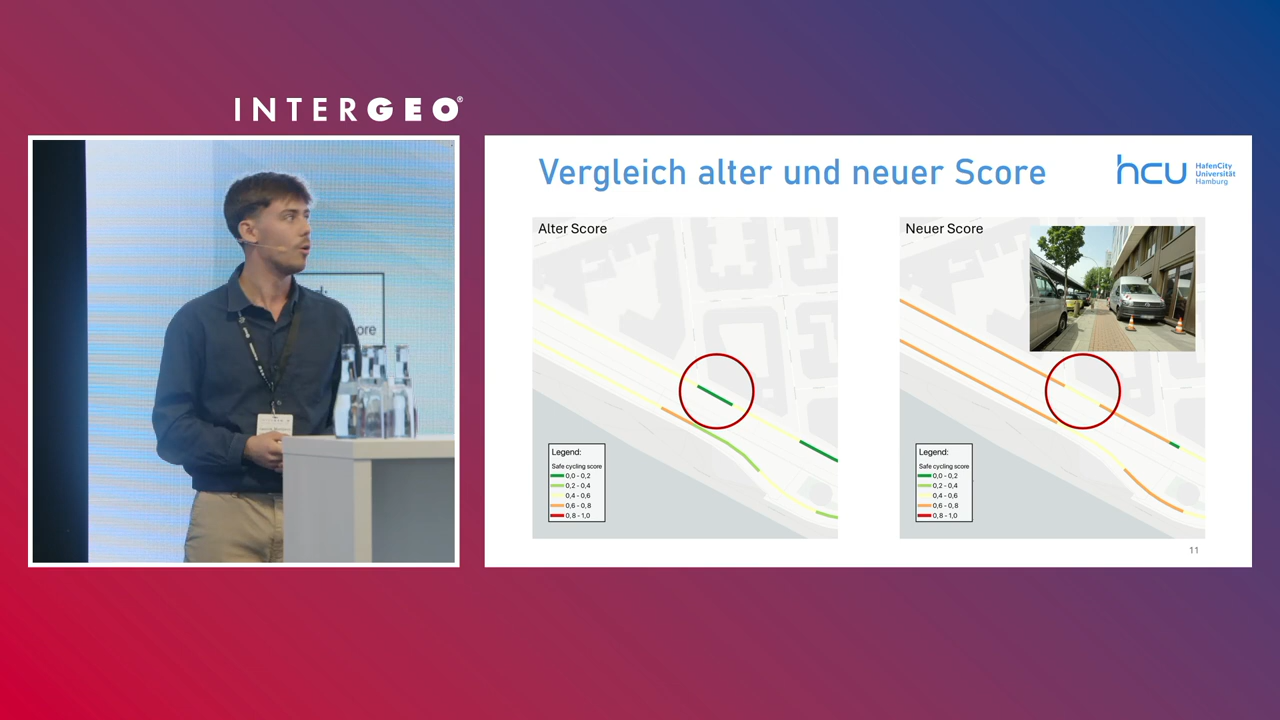 INTERGEO®
ore
Vergleich alter und neuer Score
hcu
HafenCity
Universität
Hamburg
Alter Score
Legend:
Safe cycling score
0,0 - 0,2
0,2 - 0,4
0,4 - 0,6
0,6 - 0,8
0,8 - 1,0
Neuer Score
Legend:
Safe cycling score
0,0 - 0,2
0,2 - 0,4
0,4 - 0,6
0,6 - 0,8
0,8 - 1,0
11